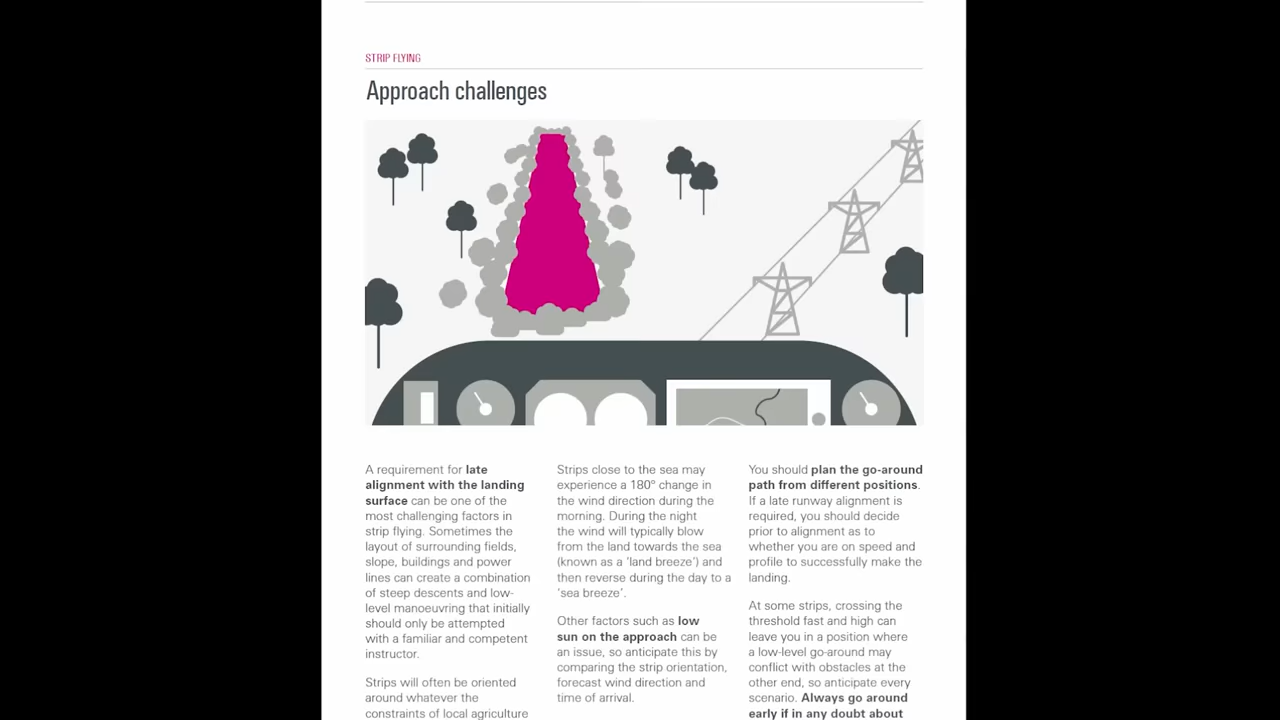 STRIP FLYING
Approach challenges
A requirement for late
alignment with the landing
surface can be one of the
most challenging factors in
strip flying. Sometimes the
layout of surrounding fields,
slope, buildings and power
lines can create a combination
of steep descents and low-
level manoeuvring that initially
should only be attempted
with a familiar and competent
instructor.
Strips will often be oriented
around whatever the
constraints of local agriculture
Strips close to the sea may
experience a 180° change in
the wind direction during the
morning. During the night
the wind will typically blow
from the land towards the sea
(known as a ‘land breeze’) and
then reverse during the day to a
‘sea breeze’.
Other factors such as low
sun on the approach can be
an issue, so anticipate this by
comparing the strip orientation,
forecast wind direction and
time of arrival.
You should plan the go-around
path from different positions.
If a late runway alignment is
required, you should decide
prior to alignment as to
whether you are on speed and
profile to successfully make the
landing.
At some strips, crossing the
threshold fast and high can
leave you in a position where
a low-level go-around may
conflict with obstacles at the
other end, so anticipate every
scenario. Always go around
early if in any doubt about